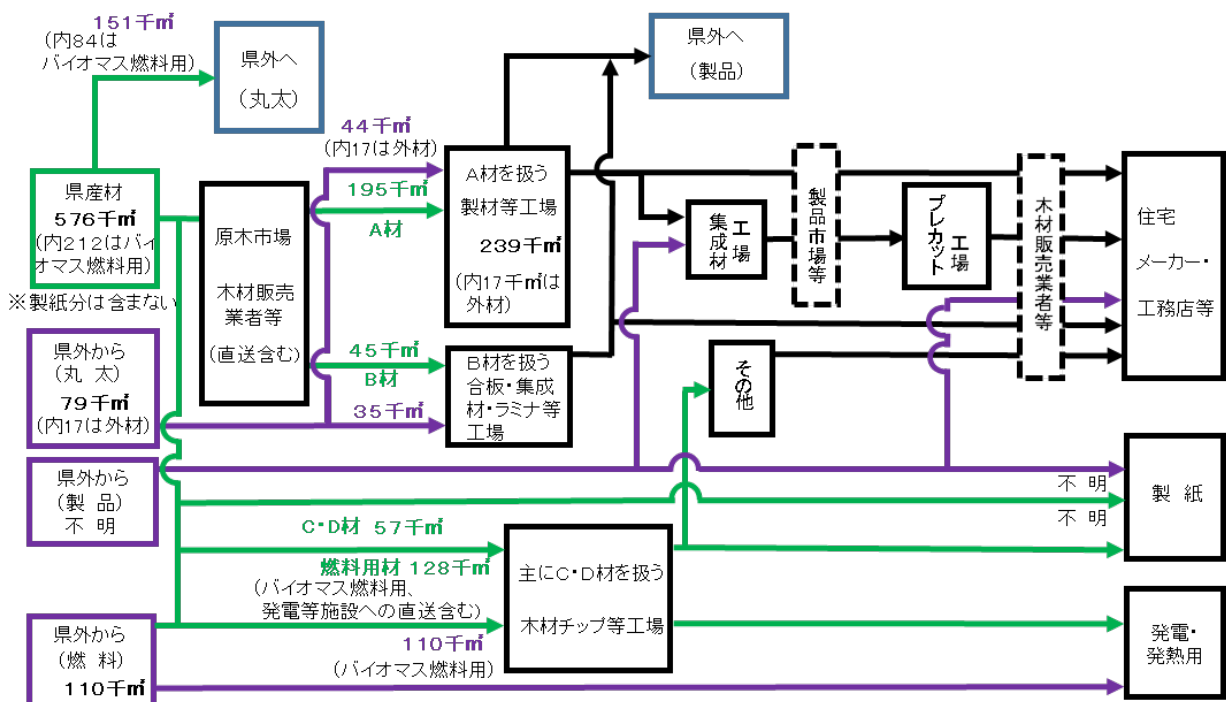 151千㎥
(内84は
バイオマス燃料用)
県外へ
(丸太)
県外へ
(製品)
県産材
576千㎥
(内212はバイ
オマス燃料用)
※製紙分は含まない
原木市場
木材販売
業者等
(直送含む)
44千㎥
(内17は外材)
195千㎥
A材
A材を扱う
製材等工場
239千㎥
(内17千㎥は
外材)
集成材
工場
製品市場等
プレカット
工場
木材販売業者等
住宅
メーカー・
工務店等
県外から
(丸 太)
79千㎥
(内17は外材)
45千㎥
B材
35千㎥
B材を扱う
合板・集成
材・ラミナ等
工場
その他
県外から
(製 品)
不 明
不 明
不 明
製 紙
C・D材 57千㎥
燃料用材 128千㎥
(バイオマス燃料用、
発電等施設への直送含む)
110千㎥
(バイオマス燃料用)
主にC・D材を扱う
木材チップ等工場
県外から
(燃 料)
110千㎥
発電・
発熱用